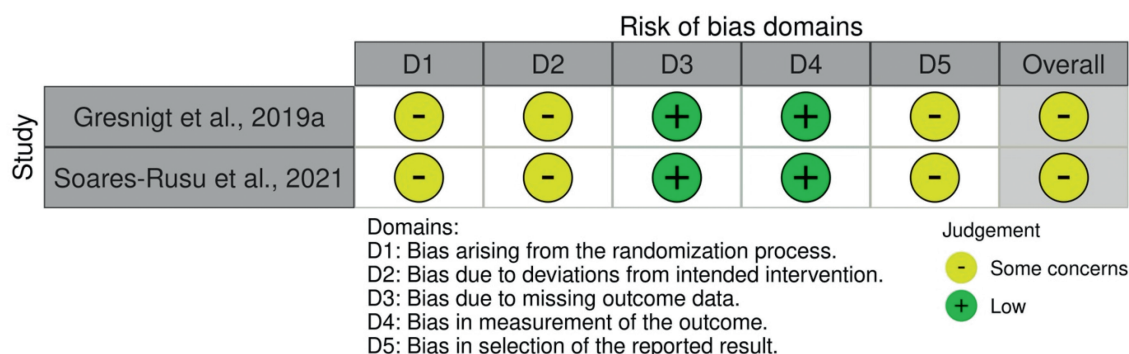 Risk of bias domains
D1 D2 D3 D4 D5 Overall
Study
Gresnigt et al., 2019a - - + + - -
Soares-Rusu et al., 2021 - - + + - -
Domains:
D1: Bias arising from the randomization process.
D2: Bias due to deviations from intended intervention.
D3: Bias due to missing outcome data.
D4: Bias in measurement of the outcome.
D5: Bias in selection of the reported result.
Judgement
- Some concerns
+ Low